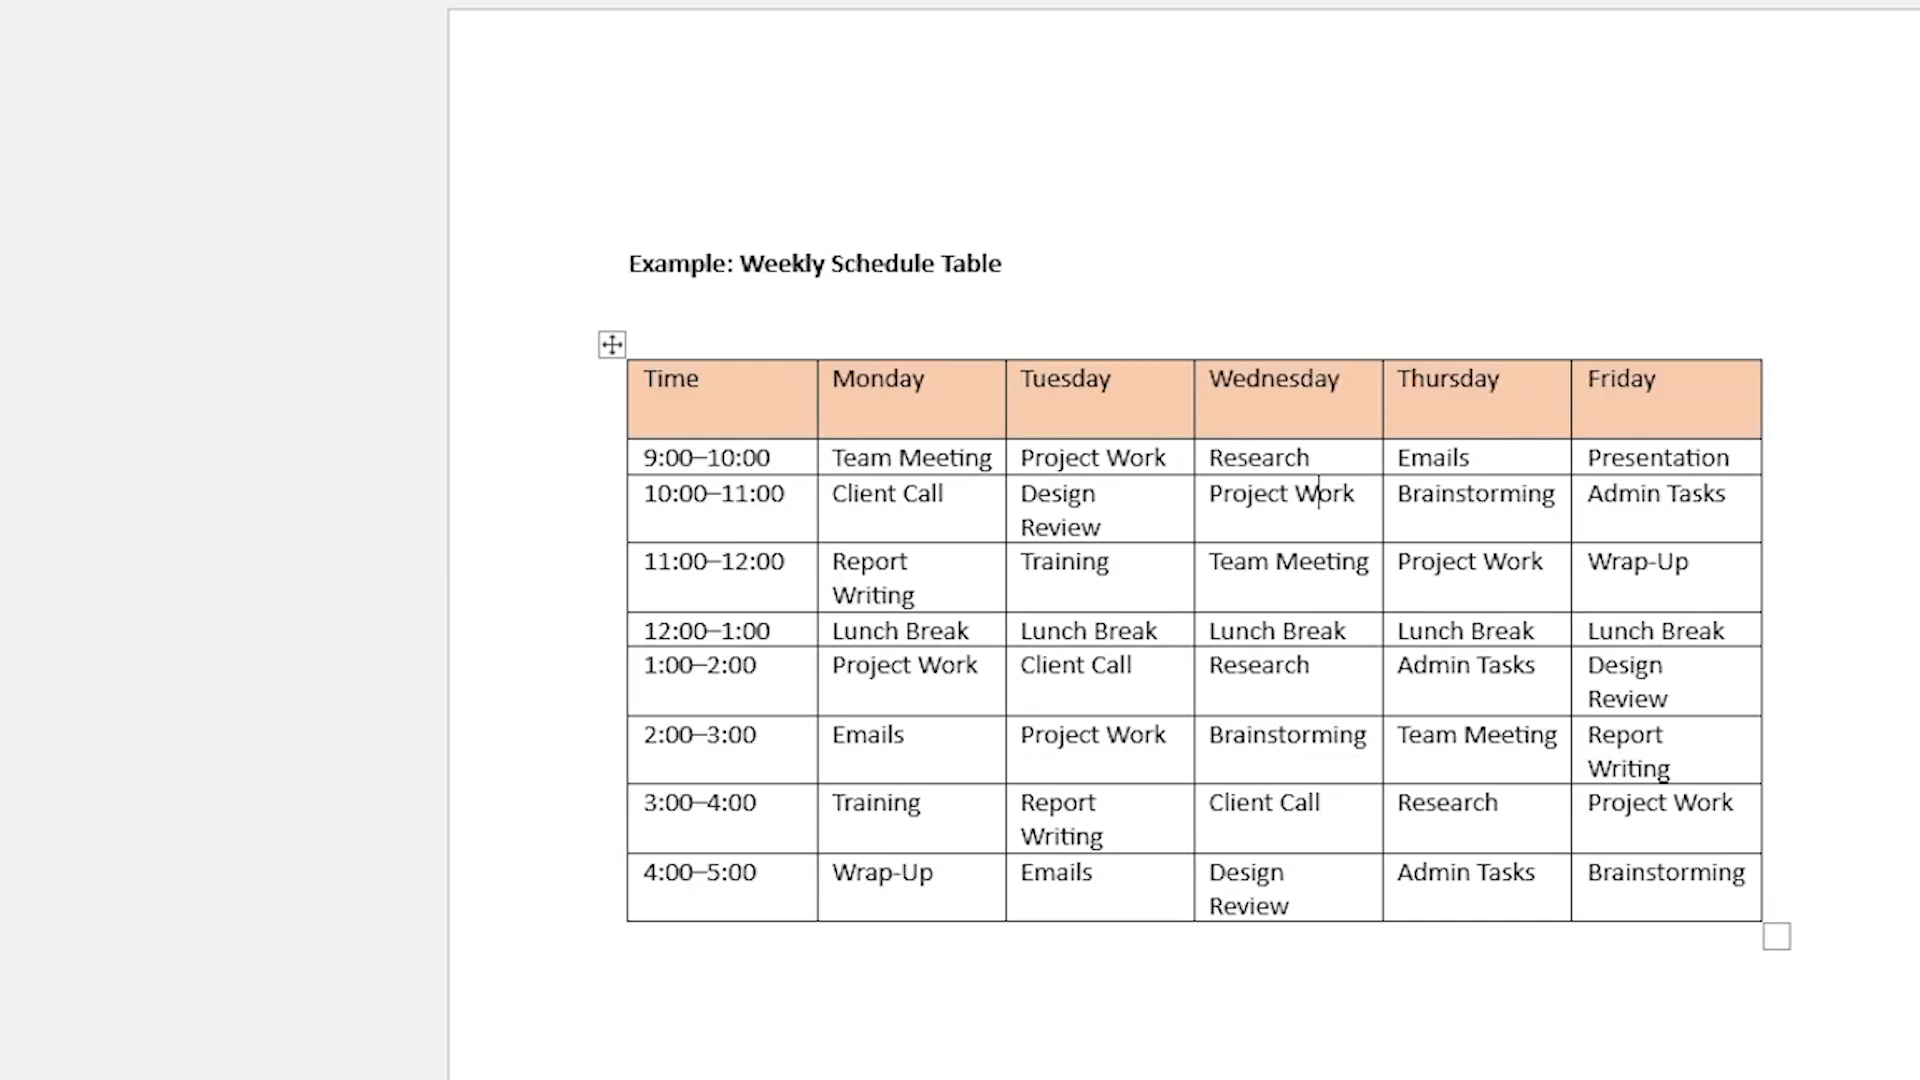 Example: Weekly Schedule Table
Time Monday Tuesday Wednesday Thursday Friday
9:00–10:00 Team Meeting Project Work Research Emails Presentation
10:00–11:00 Client Call Design Project Work Brainstorming Admin Tasks
Review
11:00–12:00 Report Training Team Meeting Project Work Wrap-Up
Writing
12:00–1:00 Lunch Break Lunch Break Lunch Break Lunch Break Lunch Break
1:00–2:00 Project Work Client Call Research Admin Tasks Design
Review
2:00–3:00 Emails Project Work Brainstorming Team Meeting Report
Writing
3:00–4:00 Training Report Client Call Research Project Work
Writing
4:00–5:00 Wrap-Up Emails Design Admin Tasks Brainstorming
Review